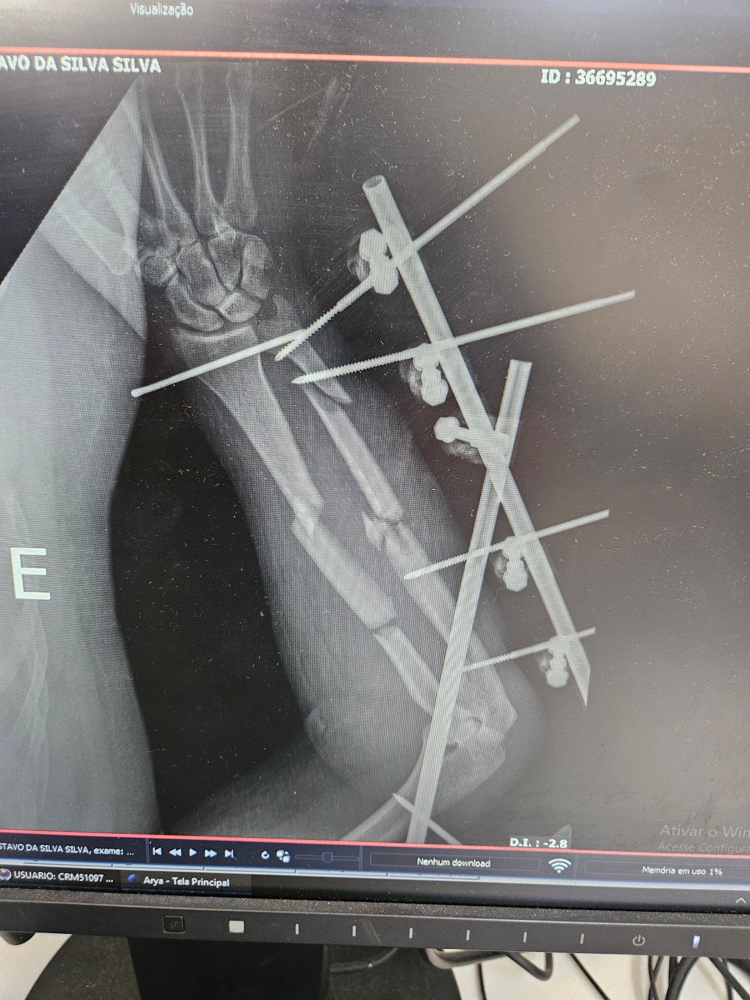 Visualização
AVO DA SILVA SILVA
ID : 36695289
E
Ativar o Win
Acesse Configura
D.I. : -2.8
STAVO DA SILVA SILVA, exame: ...
Nenhum download
Memória em uso 1%
USUARIO: CRM51097 ...
Arya - Tela Principal